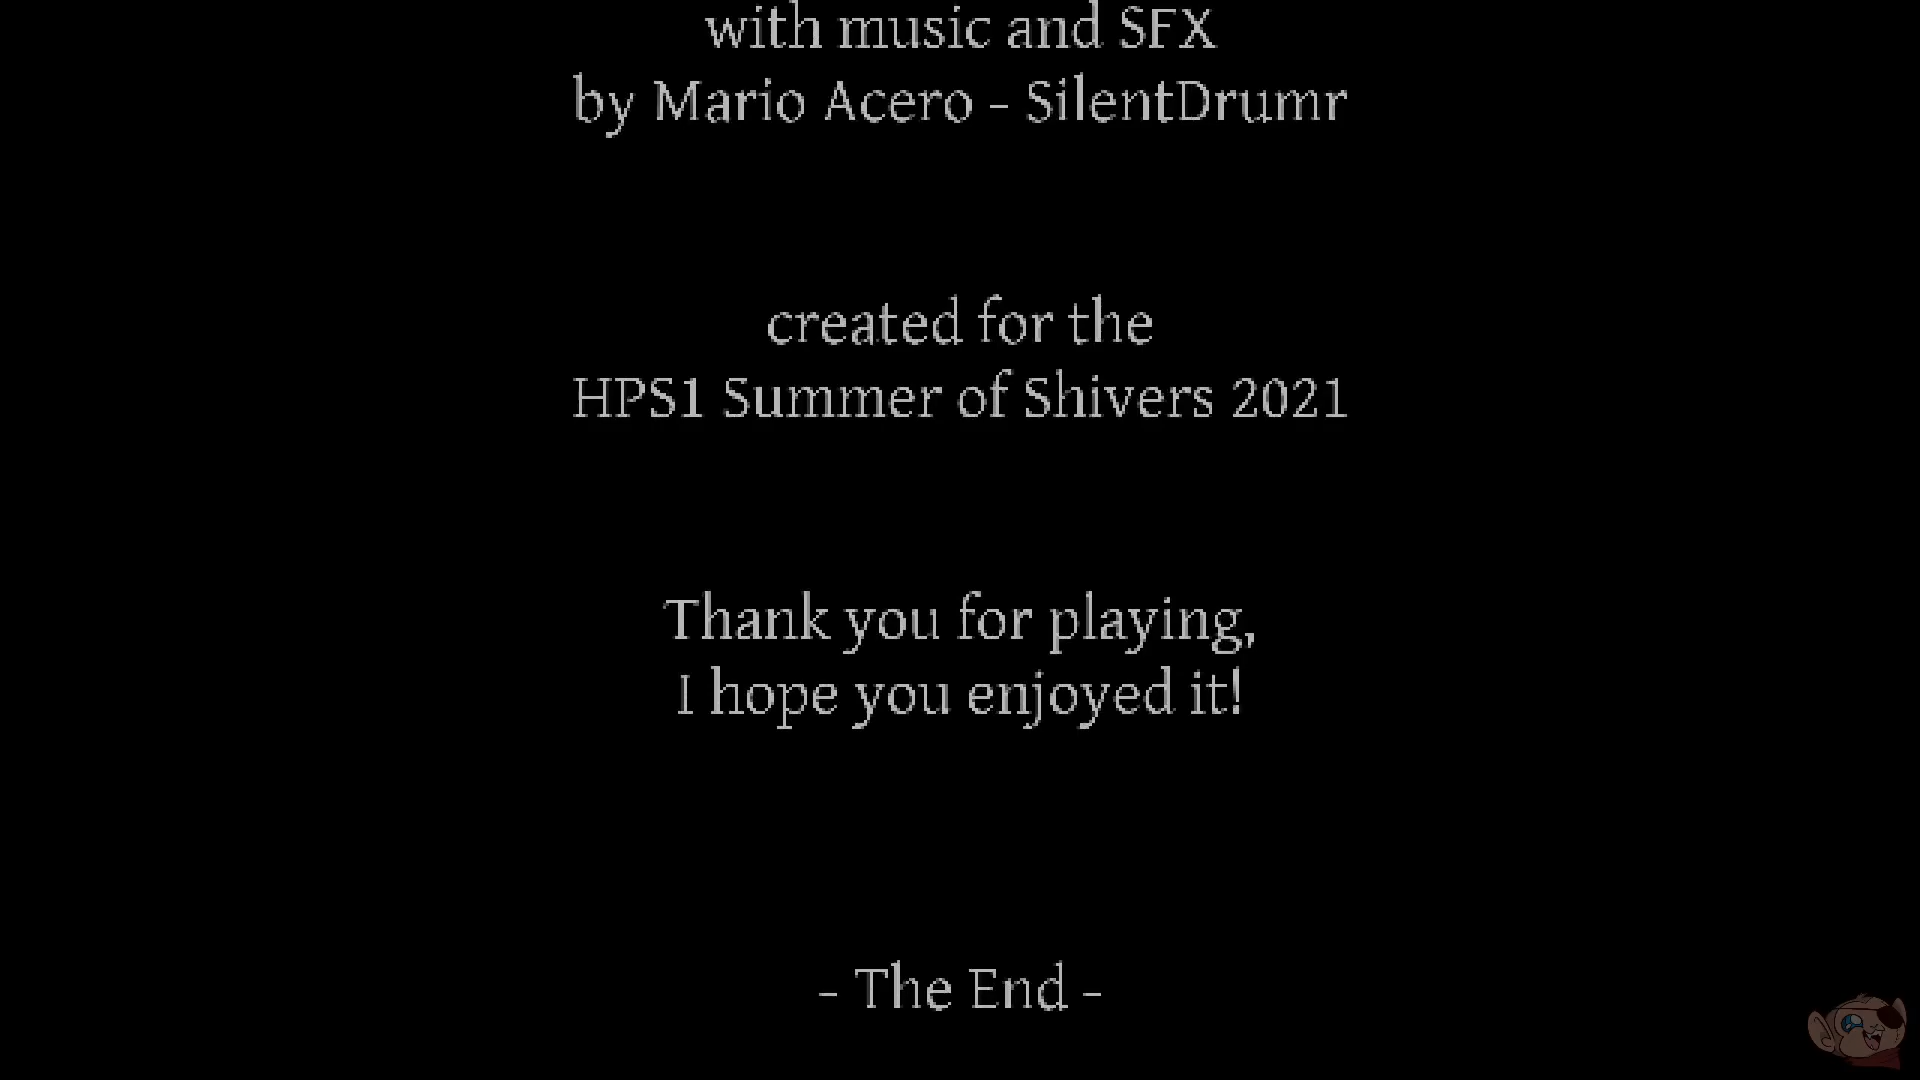 with music and SFX
by Mario Acero - SilentDrumr
created for the
HPS1 Summer of Shivers 2021
Thank you for playing,
I hope you enjoyed it!
- The End -